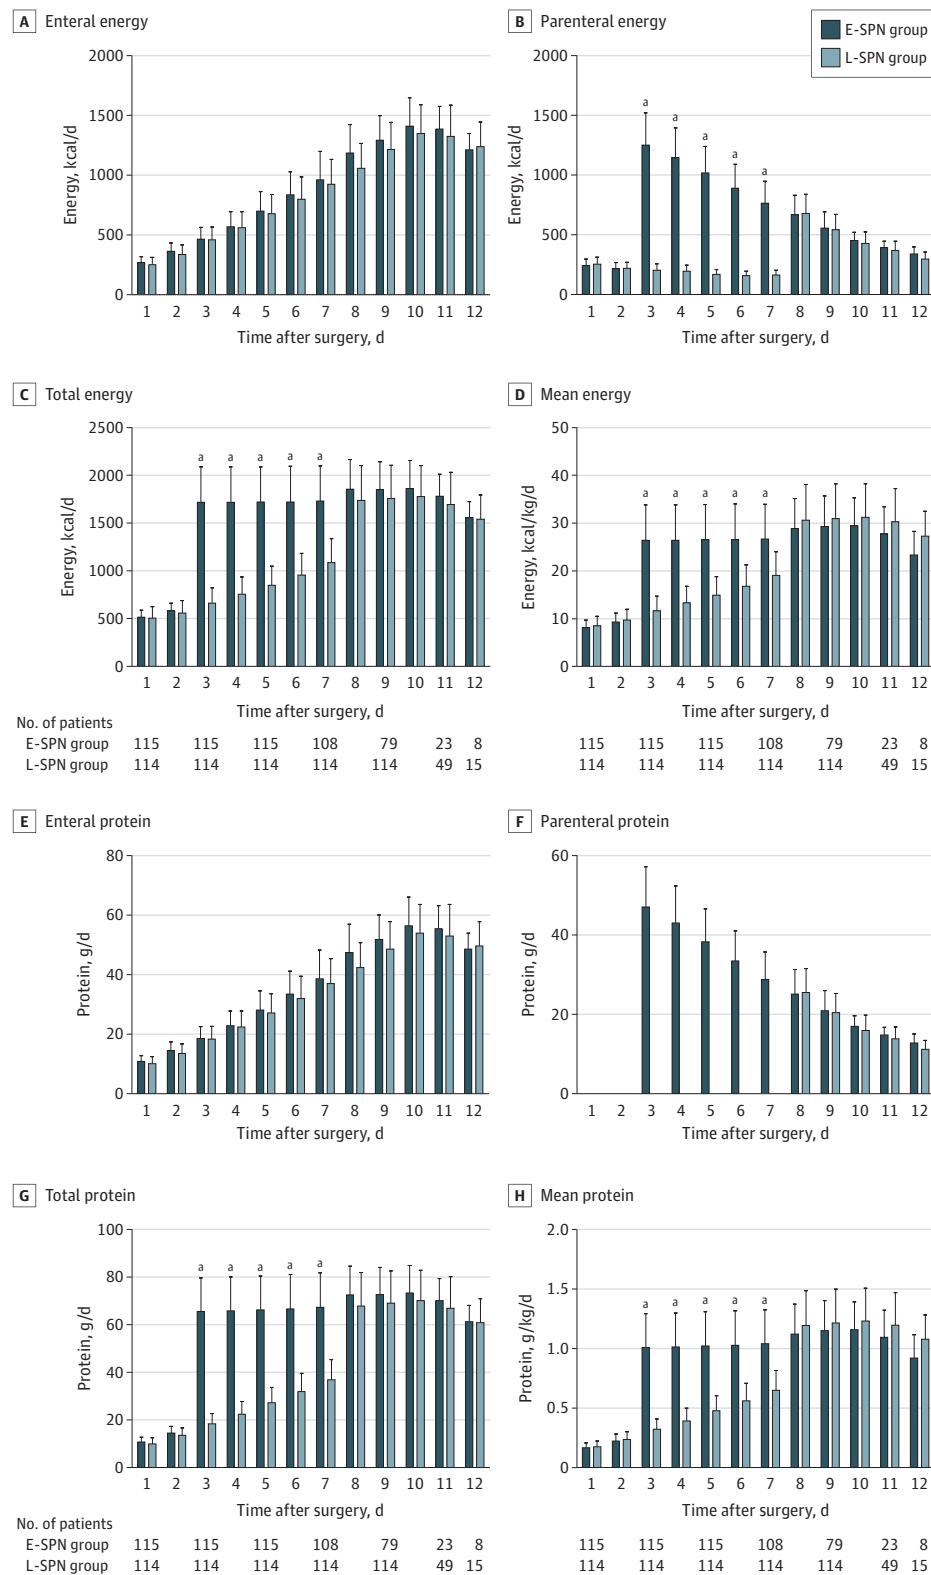 A Enteral energy
2000
1500
1000
500
0
Energy, kcal/d
1 2 3 4 5 6 7 8 9 10 11 12
Time after surgery, d
B Parenteral energy
E-SPN group
L-SPN group
2000
1500
1000
500
0
Energy, kcal/d
a a a a a
1 2 3 4 5 6 7 8 9 10 11 12
Time after surgery, d
C Total energy
2500
2000
1500
1000
500
0
Energy, kcal/d
a a a a a
1 2 3 4 5 6 7 8 9 10 11 12
Time after surgery, d
No. of patients
E-SPN group 115 115 115 108 79 23 8
L-SPN group 114 114 114 114 114 49 15
D Mean energy
50
40
30
20
10
0
Energy, kcal/kg/d
a a a a a
1 2 3 4 5 6 7 8 9 10 11 12
Time after surgery, d
115 115 115 108 79 23 8
114 114 114 114 114 49 15
E Enteral protein
80
60
40
20
0
Protein, g/d
1 2 3 4 5 6 7 8 9 10 11 12
Time after surgery, d
F Parenteral protein
60
40
20
0
Protein, g/d
1 2 3 4 5 6 7 8 9 10 11 12
Time after surgery, d
G Total protein
100
80
60
40
20
0
Protein, g/d
a a a a a
1 2 3 4 5 6 7 8 9 10 11 12
Time after surgery, d
No. of patients
E-SPN group 115 115 115 108 79 23 8
L-SPN group 114 114 114 114 114 49 15
H Mean protein
2.0
1.5
1.0
0.5
0
Protein, g/kg/d
a a a a a
1 2 3 4 5 6 7 8 9 10 11 12
Time after surgery, d
115 115 115 108 79 23 8
114 114 114 114 114 49 15